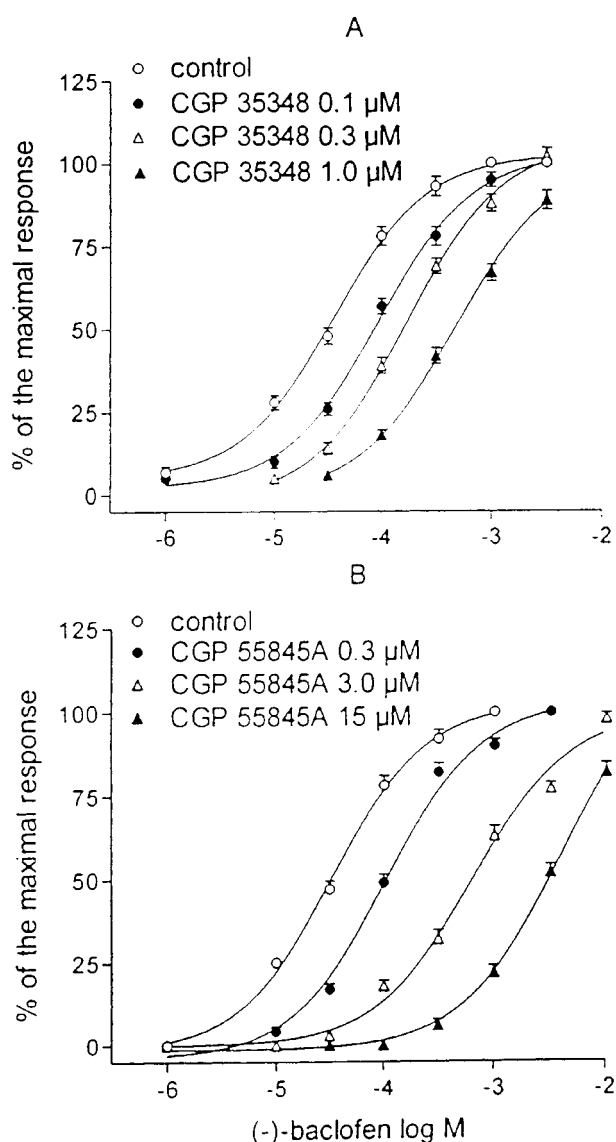 A
control
CGP 35348 0.1 µM
CGP 35348 0.3 µM
CGP 35348 1.0 µM
% of the maximal response
125
100
75
50
25
0
-6 -5 -4 -3 -2
B
control
CGP 55845A 0.3 µM
CGP 55845A 3.0 µM
CGP 55845A 15 µM
% of the maximal response
125
100
75
50
25
0
-6 -5 -4 -3 -2
(-)-baclofen log M